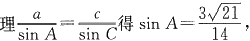 理a/sin A=c/sin C得 sin A=3√21/14,